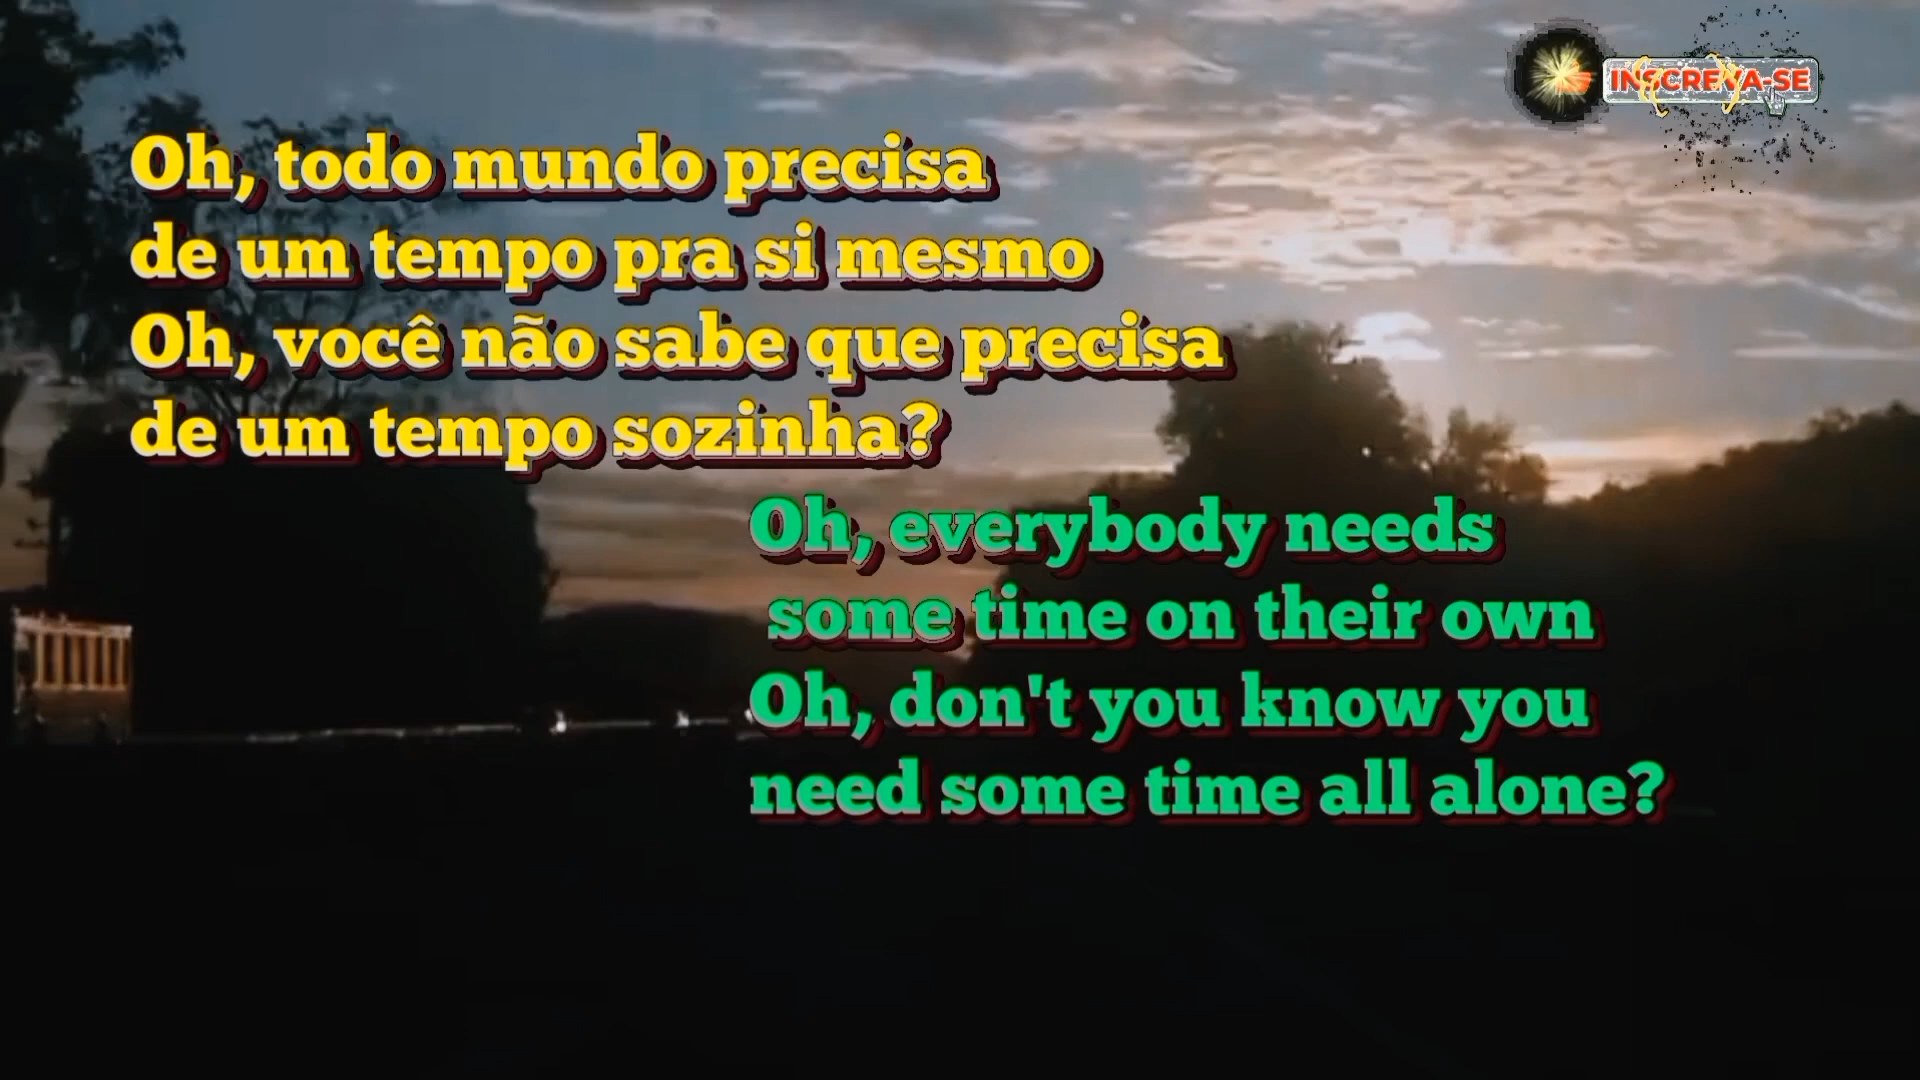 INSCREVA-SE
Oh, todo mundo precisa
de um tempo pra si mesmo
Oh, você não sabe que precisa
de um tempo sozinha?
Oh, everybody needs
some time on their own
Oh, don't you know you
need some time all alone?